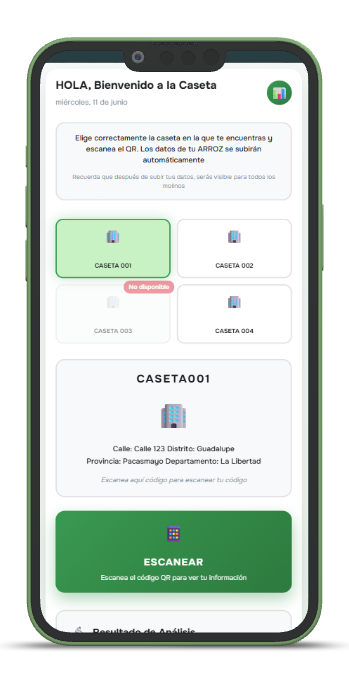 HOLA, Bienvenido a la Caseta
miércoles, 11 de junio
Elige correctamente la caseta en la que te encuentras y
escanea el QR. Los datos de tu ARROZ se subirán
automáticamente
Recuerda que después de subir tus datos, serás visible para todos los
molinos
CASETA 001
CASETA 002
No disponible
CASETA 003
CASETA 004
CASETA001
Calle: Calle 123 Distrito: Guadalupe
Provincia: Pacasmayo Departamento: La Libertad
Escanea aquí código para escanear tu código
ESCANEAR
Escanea el código QR para ver tu información
Resultado de Análisis